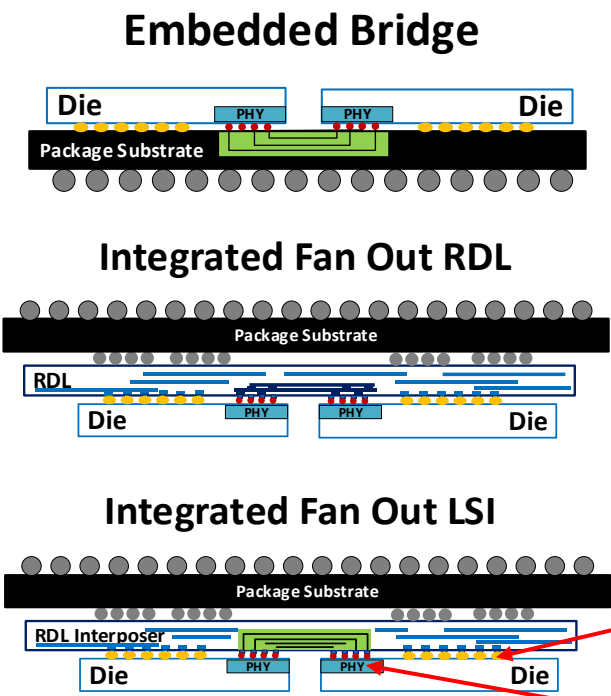 Embedded Bridge
Die
PHY
PHY
Die
Package Substrate
Integrated Fan Out RDL
Package Substrate
RDL
Die
PHY
PHY
Die
Integrated Fan Out LSI
Package Substrate
RDL Interposer
Die
PHY
PHY
Die